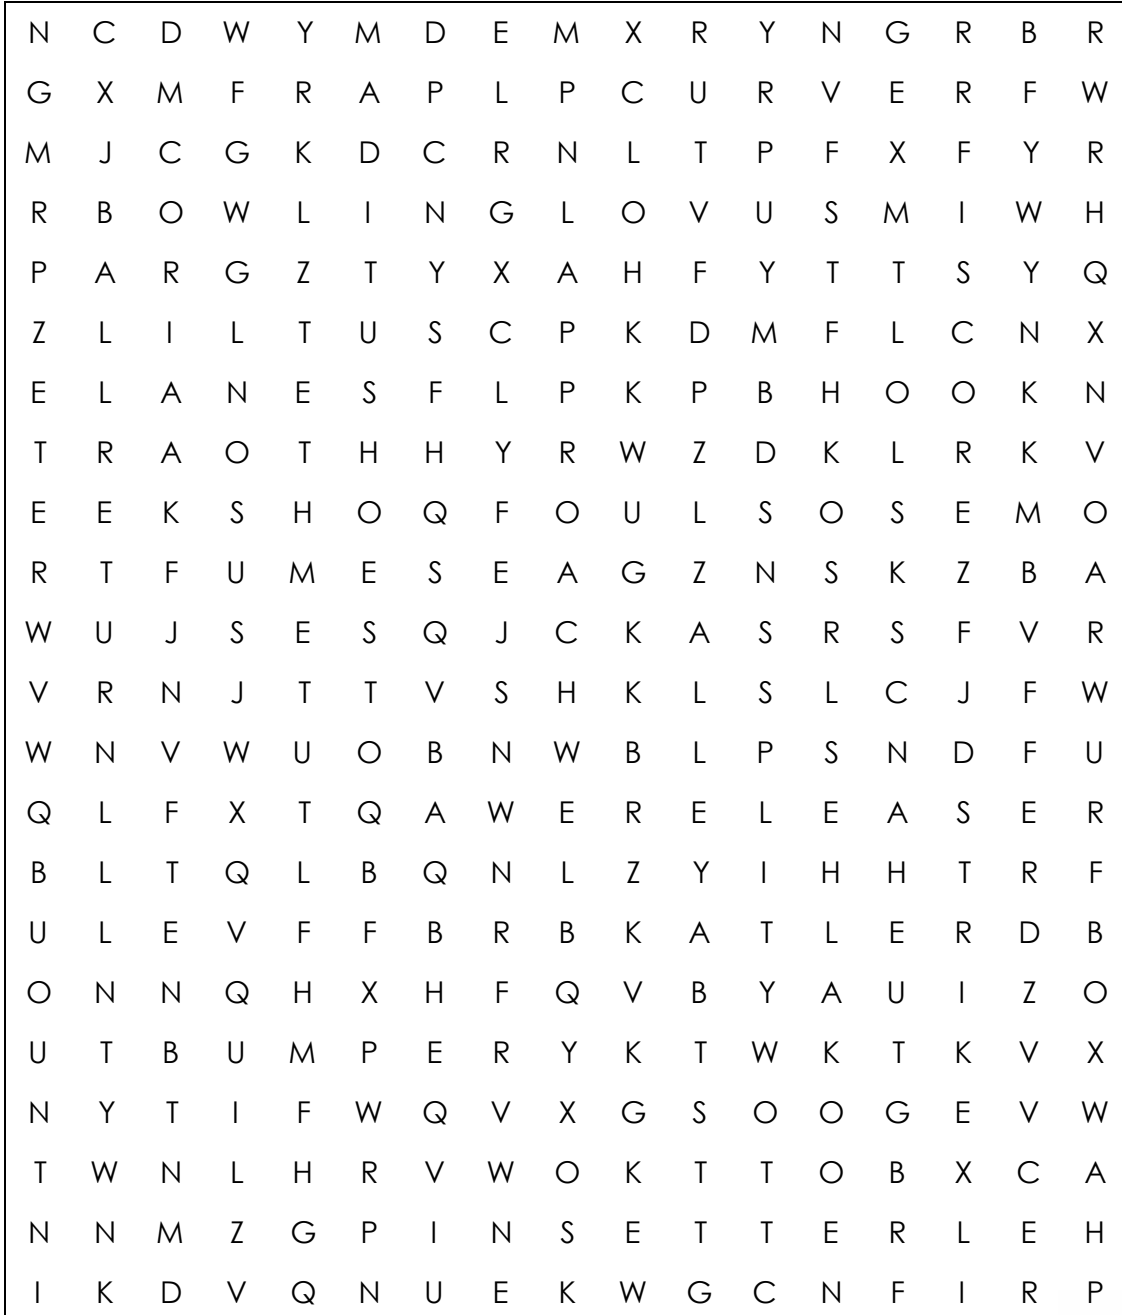 N C D W Y M D E M X R Y N G R B R
G X M F R A P L P C U R V E R F W
M J C G K D C R N L T P F X F Y R
R B O W L I N G L O V U S M I W H
P A R G Z T Y X A H F Y T T S Y Q
Z L I L T U S C P K D M F L C N X
E L A N E S F L P K P B H O O K N
T R A O T H H Y R W Z D K L R K V
E E K S H O Q F O U L S O S E M O
R T F U M E S E A G Z N S K Z B A
W U J S E S Q J C K A S R S F V R
V R N J T T V S H K L S L C J F W
W N V W U O B N W B L P S N D F U
Q L F X T Q A W E R E L E A S E R
B L T Q L B Q N L Z Y I H H T R F
U L E V F F B R B K A T L E R D B
O N N Q H X H F Q V B Y A U I Z O
U T B U M P E R Y K T W K T K V X
N Y T I F W Q V X G S O O G E V W
T W N L H R V W O K T T O B X C A
N N M Z G P I N S E T T E R L E H
I K D V Q N U E K W G C N F I R P